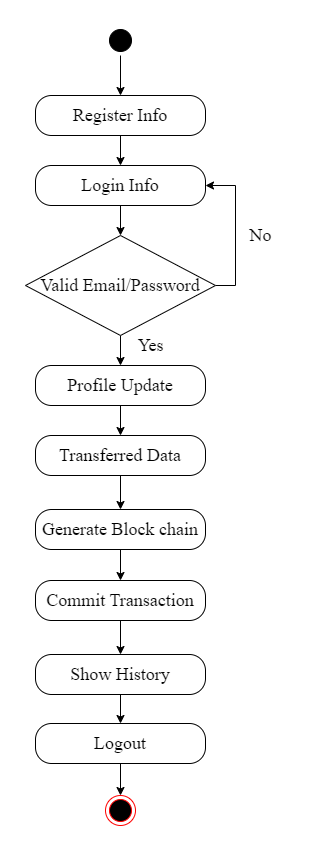 Register Info
Login Info
No
Valid Email/Password
Yes
Profile Update
Transferred Data
Generate Block chain
Commit Transaction
Show History
Logout